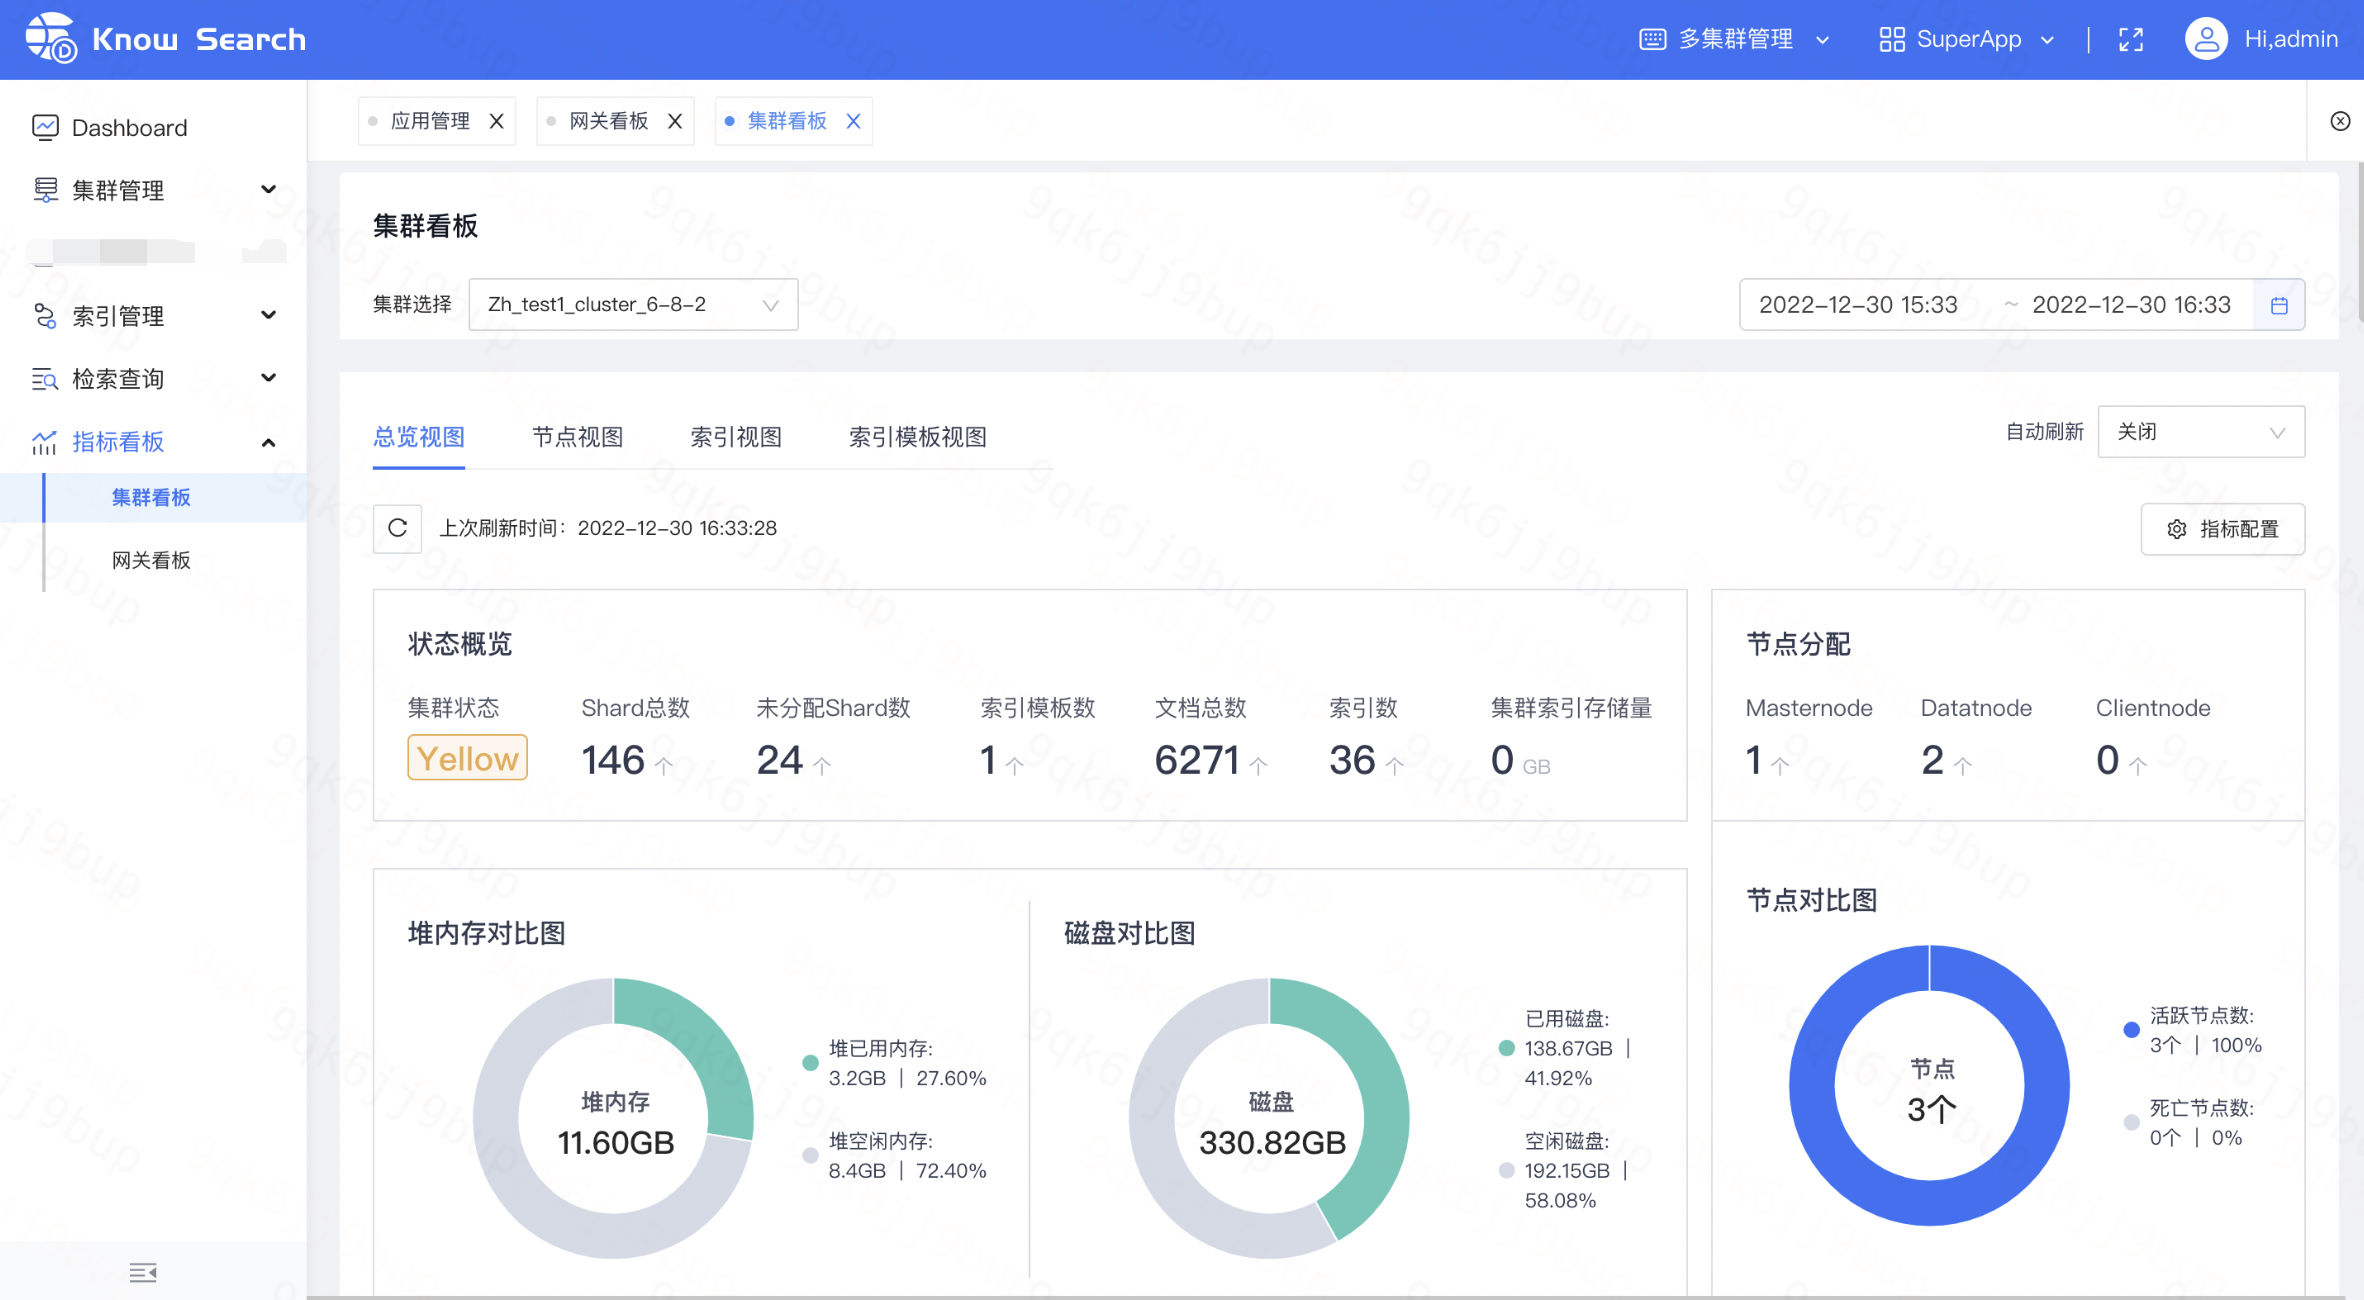 Know Search
多集群管理
SuperApp
Hi,admin
Dashboard
集群管理
索引管理
检索查询
指标看板
集群看板
网关看板
应用管理
网关看板
集群看板
集群看板
集群选择
Zh_test1_cluster_6-8-2
2022-12-30 15:33 ~ 2022-12-30 16:33
总览视图
节点视图
索引视图
索引模板视图
自动刷新
关闭
上次刷新时间：2022-12-30 16:33:28
指标配置
状态概览
集群状态
Yellow
Shard总数
146 个
未分配Shard数
24 个
索引模板数
1 个
文档总数
6271 个
索引数
36 个
集群索引存储量
0 GB
节点分配
Masternode
1 个
Datatnode
2 个
Clientnode
0 个
堆内存对比图
堆内存
11.60GB
堆已用内存:
3.2GB | 27.60%
堆空闲内存:
8.4GB | 72.40%
磁盘对比图
磁盘
330.82GB
已用磁盘:
138.67GB |
41.92%
空闲磁盘:
192.15GB |
58.08%
节点对比图
节点
3个
活跃节点数:
3个 | 100%
死亡节点数:
0个 | 0%
9qk6jj9bup